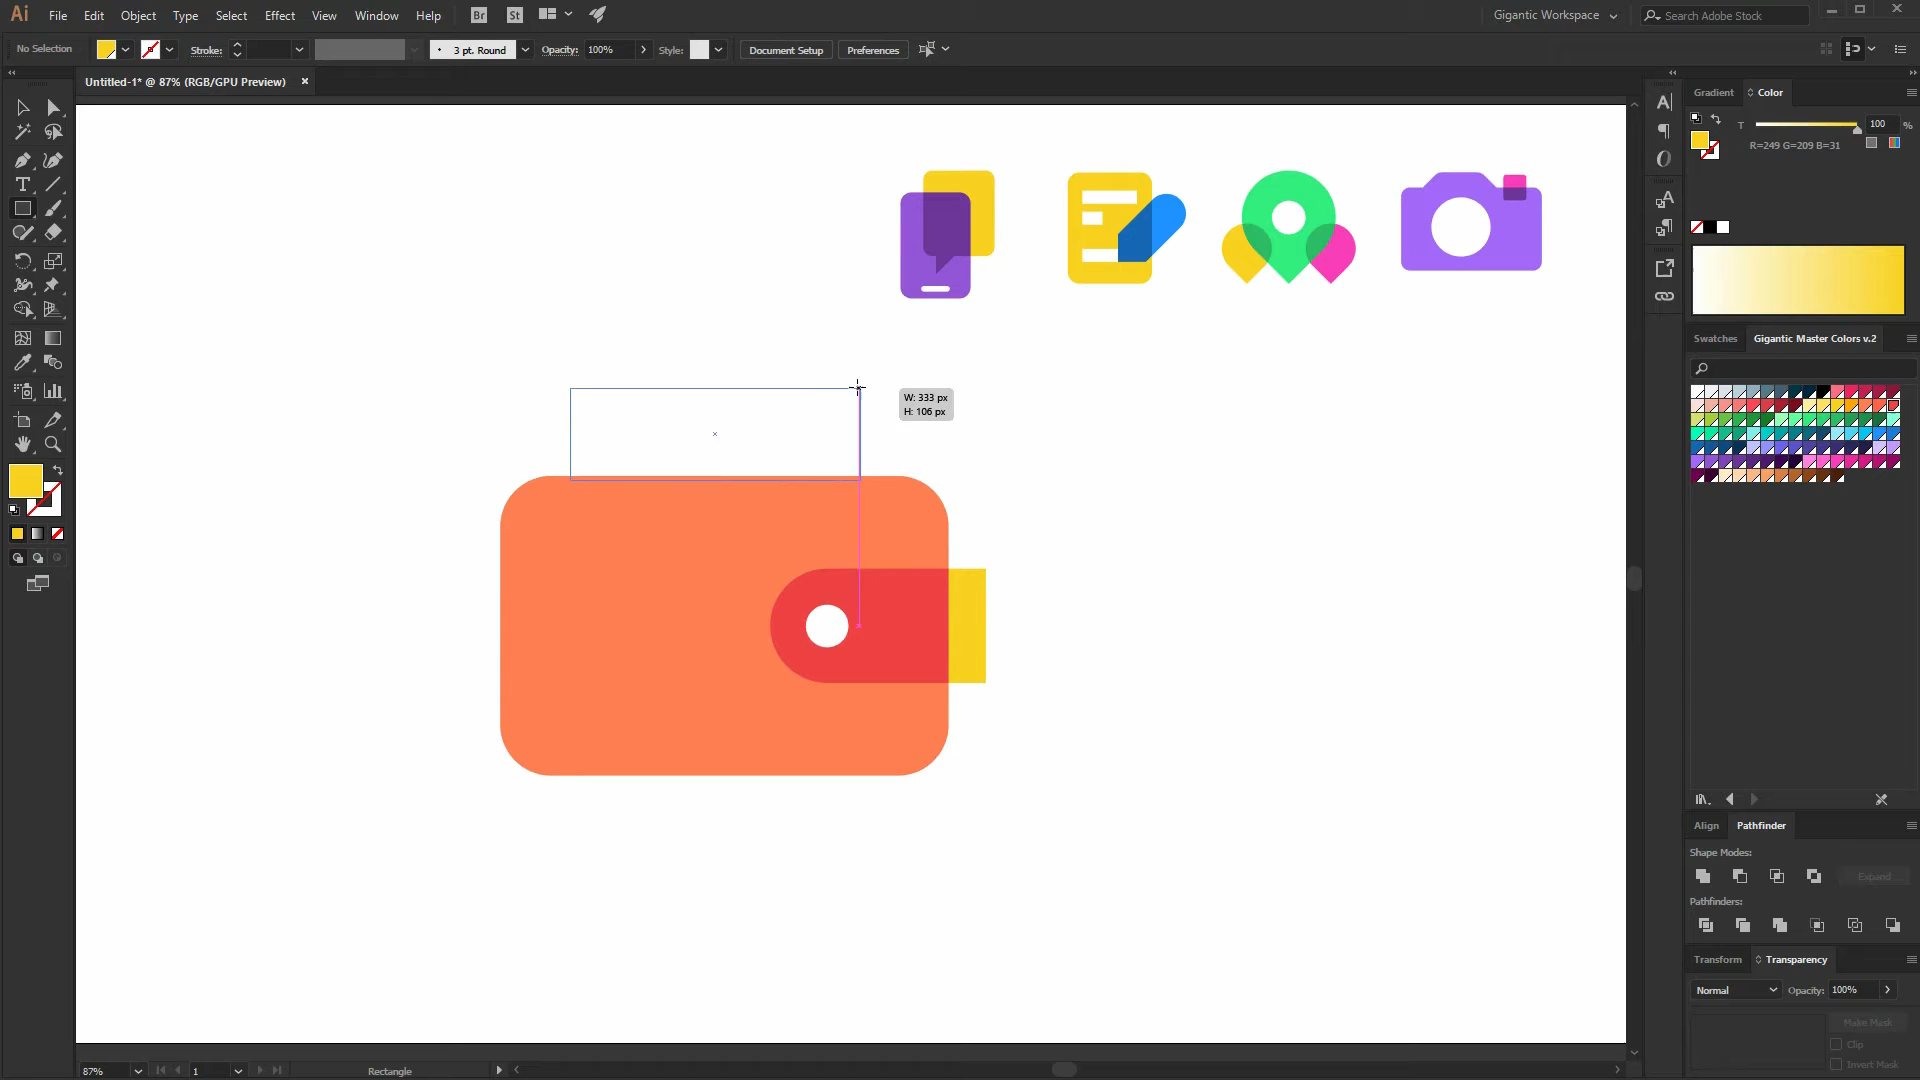 Ai File Edit Object Type Select Effect View Window Help Br St Gigantic Workspace Search Adobe Stock
No Selection Stroke: 3 pt. Round Opacity: 100% Style: Document Setup Preferences
Untitled-1* @ 87% (RGB/GPU Preview)
Gradient Color
T 100 %
R=249 G=209 B=31
Swatches Gigantic Master Colors v.2
W: 333 px
H: 106 px
Align Pathfinder
Shape Modes:
Expand
Pathfinders:
Transform Transparency
Normal Opacity: 100%
Make Mask
Clip
Invert Mask
87% 1 Rectangle